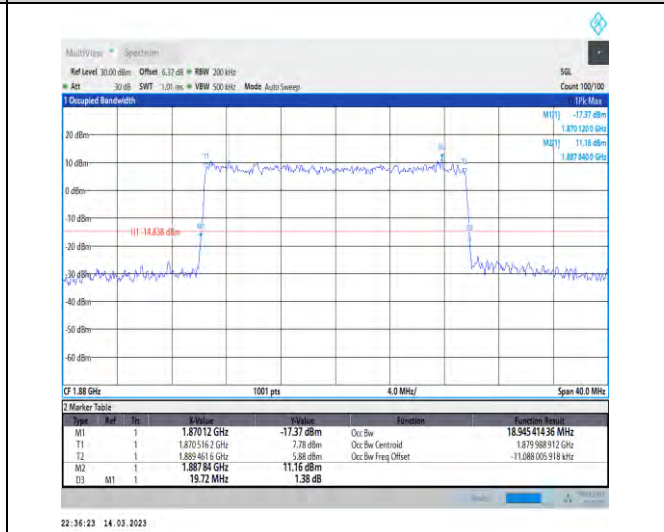 MultiView Spectrum
Ref Level 30.00 dBm Offset 6.37 dB RBW 200 kHz SGL
Att 30 dB SWT 1.01 ms VBW 500 kHz Mode Auto Sweep Count 100/100
1 Occupied Bandwidth 1Pk Max
M1[1] -17.37 dBm
1.870 120 0 GHz
M2[1] 11.18 dBm
1.887 840 0 GHz
20 dBm
10 dBm
0 dBm
-10 dBm
H1 -14.838 dBm
-20 dBm
-30 dBm
-40 dBm
-50 dBm
-60 dBm
T1
M1
CF 1.88 GHz 1001 pts 4.0 MHz/ Span 40.0 MHz
2 Marker Table
Type Ref Trc X-Value Y-Value Function Function Result
M1 1 1.87012 GHz -17.37 dBm Occ Bw 18.945 414 36 MHz
T1 1 1.870 516 2 GHz 7.78 dBm Occ Bw Centroid 1.879 988 912 GHz
T2 1 1.889 461 6 GHz 5.88 dBm Occ Bw Freq Offset -11.088 005 918 kHz
M2 1 1.887 84 GHz 11.16 dBm
D3 M1 1 19.72 MHz 1.38 dB
22:36:23 14.03.2023